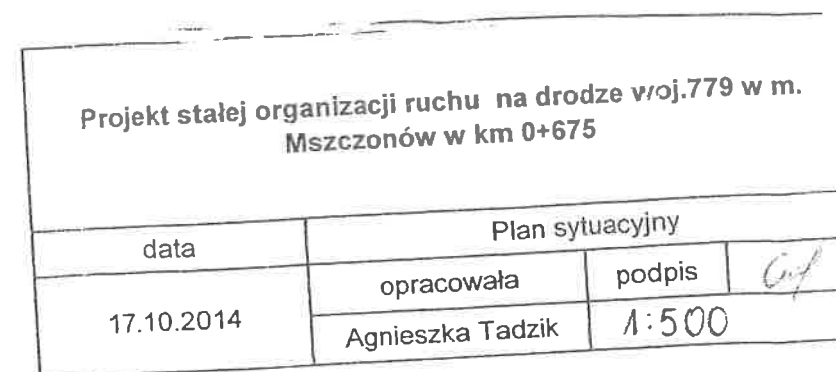 Projekt stałej organizacji ruchu na drodze woj.779 w m.
Mszczonów w km 0+675
data
Plan sytuacyjny
17.10.2014
opracowała
podpis
Agnieszka Tadzik
1:500